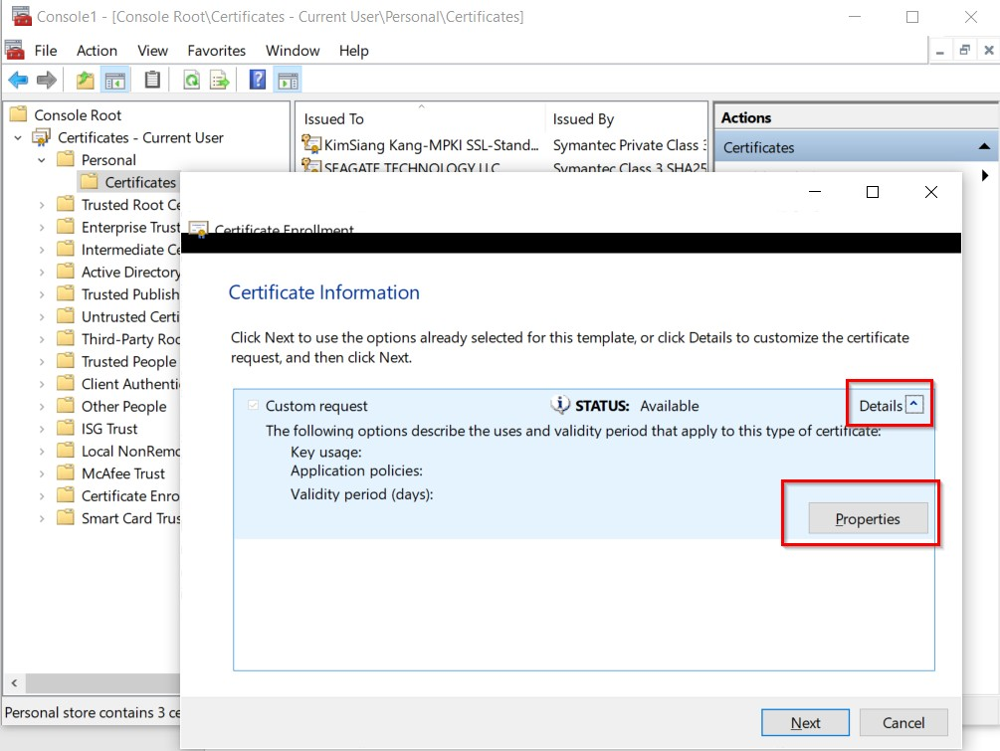 Console1 - [Console Root\Certificates - Current User\Personal\Certificates]
File Action View Favorites Window Help
Console Root
Certificates - Current User
Personal
Certificates
Trusted Root Ce
Enterprise Trust
Intermediate Ce
Active Directory
Trusted Publish
Untrusted Certi
Third-Party Roo
Trusted People
Client Authenti
Other People
ISG Trust
Local NonRemo
McAfee Trust
Certificate Enro
Smart Card Trus
Personal store contains 3 ce
Issued To Issued By
KimSiang Kang-MPKI SSL-Stand... Symantec Private Class 3
SEAGATE TECHNOLOGY LLC Symantec Class 3 SHA25
Actions
Certificates
Certificate Enrollment
Certificate Information
Click Next to use the options already selected for this template, or click Details to customize the certificate
request, and then click Next.
Custom request STATUS: Available Details
The following options describe the uses and validity period that apply to this type of certificate:
Key usage:
Application policies:
Validity period (days):
Properties
Next Cancel